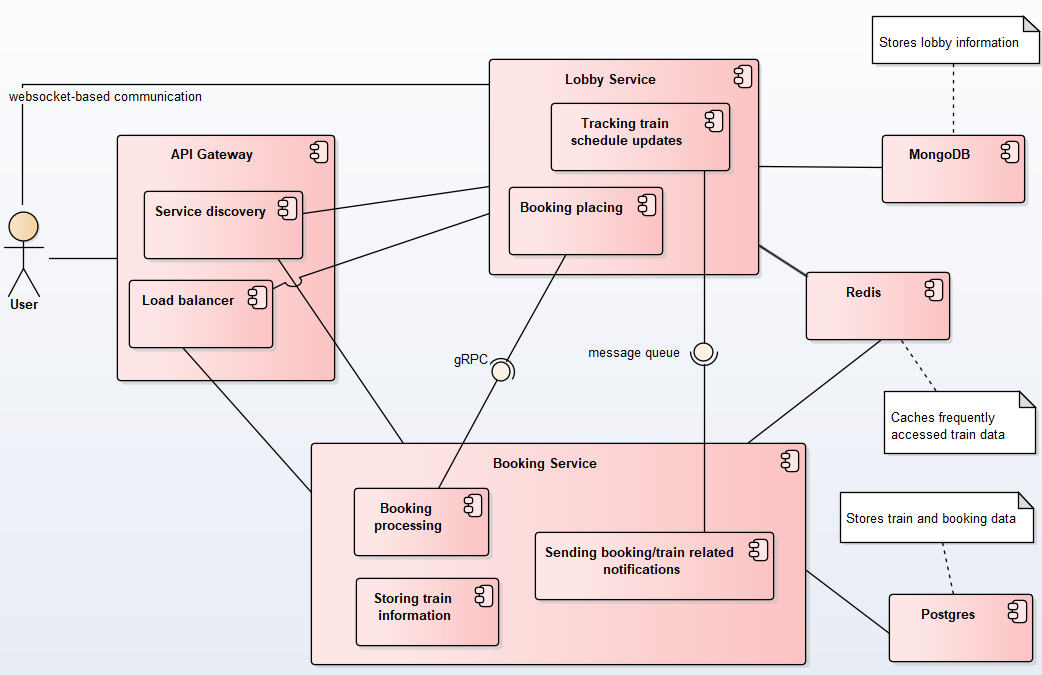 Stores lobby information
Lobby Service
websocket-based communication
Tracking train
schedule updates
API Gateway
MongoDB
Service discovery
Booking placing
User
Load balancer
Redis
gRPC
message queue
Caches frequently
accessed train data
Booking Service
Booking
processing
Stores train and booking data
Sending booking/train related
notifications
Storing train
information
Postgres